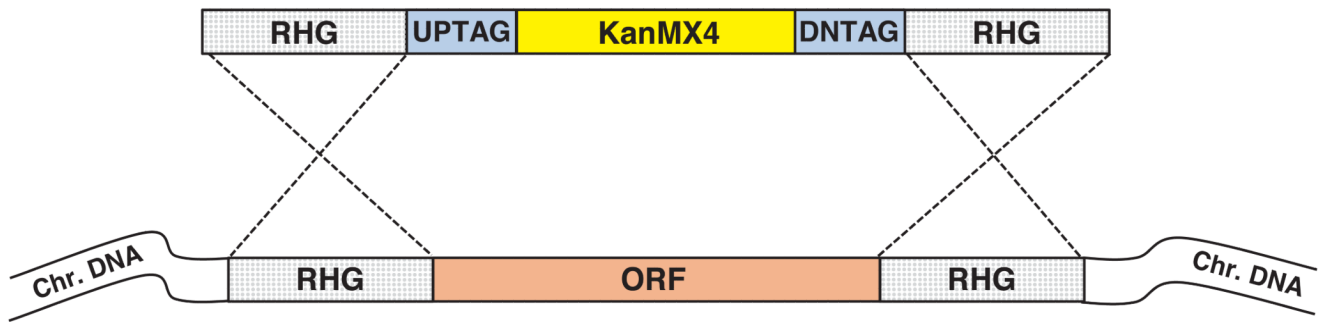 RHG UPTAG KanMX4 DNTAG RHG
Chr. DNA RHG ORF RHG Chr. DNA